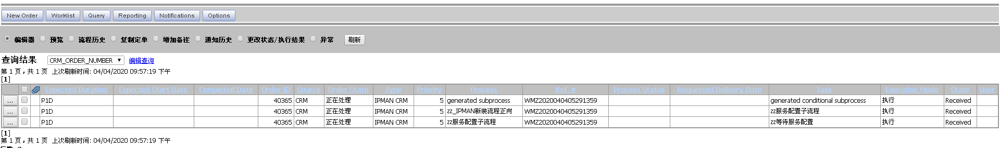 New Order Worklist Query Reporting Notifications Options
编辑器 预览 流程历史 复制定单 增加备注 通知历史 更改状态/执行结果 异常 刷新
查询结果 CRM_ORDER_NUMBER 编辑查询
第 1 页，共 1 页 上次刷新时间: 04/04/2020 09:57:19 下午
[1]
Expected Duration Expected Start Date Completed Date Order ID Source Order State Type Priority Process Ref. # Process Status Requested Delivery Date Task Execution Mode State User
... P1D 40365 CRM 正在处理 IPMAN CRM 5 generated subprocess WMZ2020040405291359 generated conditional subprocess 执行 Received
... P1D 40365 CRM 正在处理 IPMAN CRM 5 zz_IPMAN新装流程正向 WMZ2020040405291359 zz服务配置子流程 执行 Received
... P1D 40365 CRM 正在处理 IPMAN CRM 5 zz服务配置子流程 WMZ2020040405291359 zz等待服务配置 执行 Received
[1]
第 1 页，共 1 页 上次刷新时间: 04/04/2020 09:57:19 下午